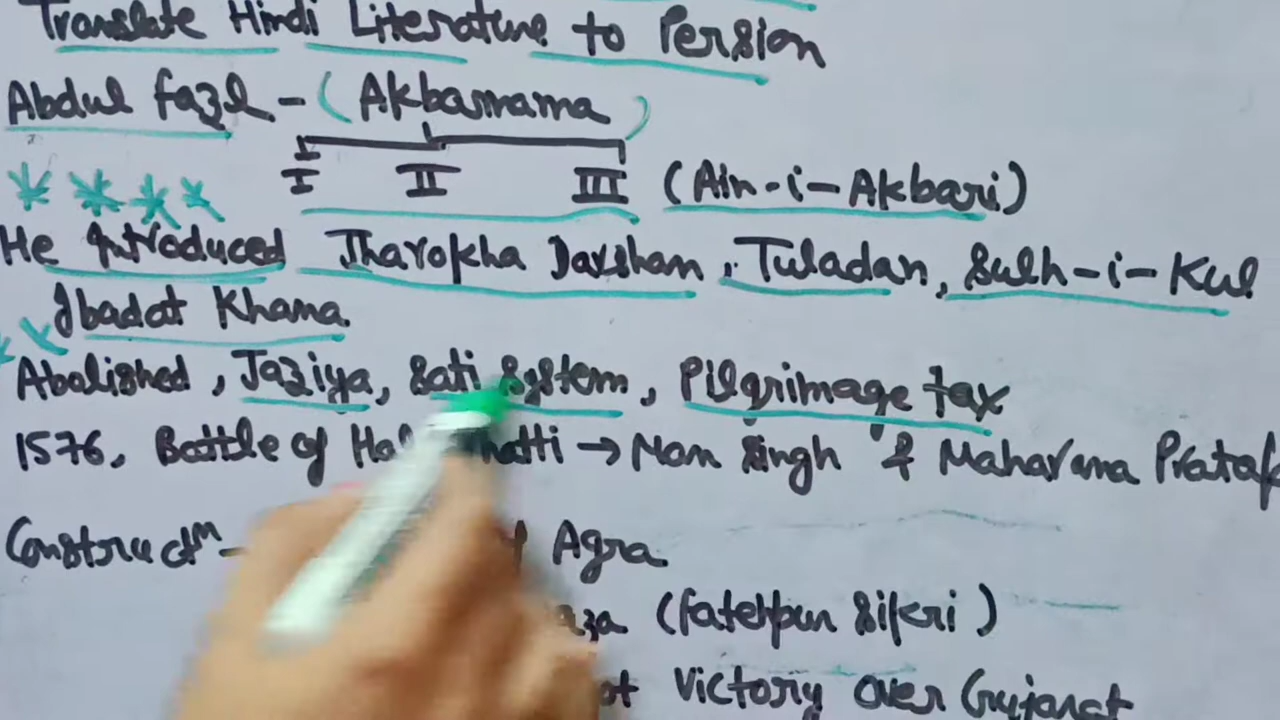 Translate Hindi Literature to Persian
Abdul Fazl - ( Akbarnama )
I II III (Ain-i-Akbari)
He Introduced Jharokha Darshan, Tuladan, Sulh-i-Kul
Ibadat Khana
Abolished, Jaziya, Sati System, Pilgrimage tax
1576, Battle of → Man Singh & Maharana Pratap
Constructn - Agra
(Fatehpur Sikri)
Victory over Gujarat